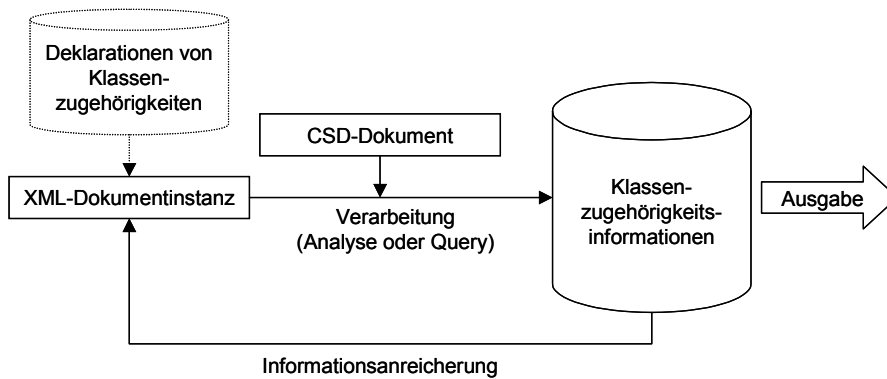 Deklarationen von
Klassen-
zugehörigkeiten
CSD-Dokument
XML-Dokumentinstanz
Verarbeitung
(Analyse oder Query)
Klassen-
zugehörigkeits-
informationen
Ausgabe
Informationsanreicherung